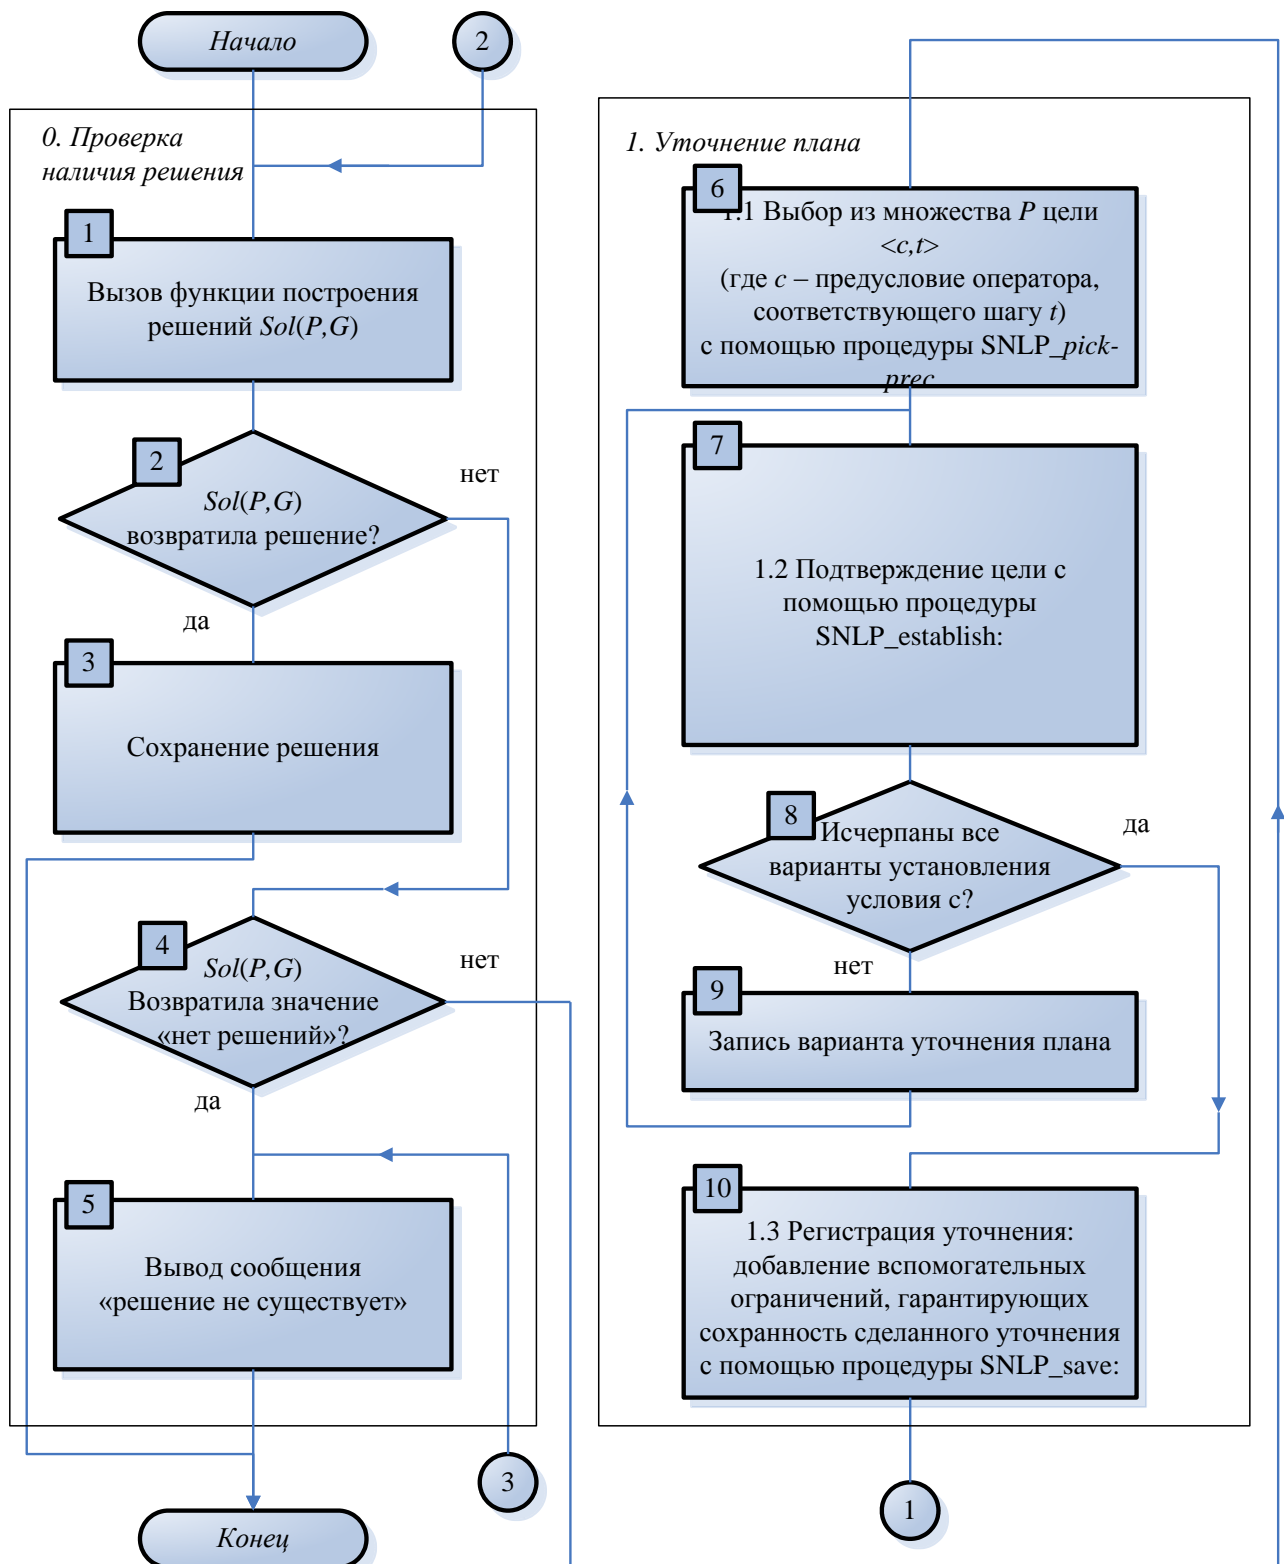 Начало
2
0. Проверка
наличия решения
1
Вызов функции построения
решений Sol(P,G)
2
Sol(P,G)
возвратила решение?
нет
да
3
Сохранение решения
4
Sol(P,G)
Возвратила значение
«нет решений»?
нет
да
5
Вывод сообщения
«решение не существует»
3
Конец
1. Уточнение плана
6
1.1 Выбор из множества P цели
<c,t>
(где c – предусловие оператора,
соответствующего шагу t)
с помощью процедуры SNLP_pick-
prec
7
1.2 Подтверждение цели с
помощью процедуры
SNLP_establish:
8
Исчерпаны все
варианты установления
условия c?
да
нет
9
Запись варианта уточнения плана
10
1.3 Регистрация уточнения:
добавление вспомогательных
ограничений, гарантирующих
сохранность сделанного уточнения
с помощью процедуры SNLP_save:
1